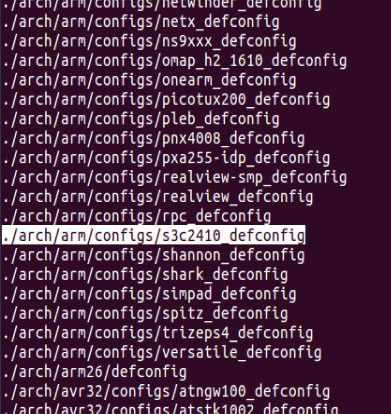 ./arch/arm/configs/netwinder_defconfig
./arch/arm/configs/netx_defconfig
./arch/arm/configs/ns9xxx_defconfig
./arch/arm/configs/omap_h2_1610_defconfig
./arch/arm/configs/onearm_defconfig
./arch/arm/configs/picotux200_defconfig
./arch/arm/configs/pleb_defconfig
./arch/arm/configs/pnx4008_defconfig
./arch/arm/configs/pxa255-idp_defconfig
./arch/arm/configs/realview-smp_defconfig
./arch/arm/configs/realview_defconfig
./arch/arm/configs/rpc_defconfig
./arch/arm/configs/s3c2410_defconfig
./arch/arm/configs/shannon_defconfig
./arch/arm/configs/shark_defconfig
./arch/arm/configs/simpad_defconfig
./arch/arm/configs/spitz_defconfig
./arch/arm/configs/trizeps4_defconfig
./arch/arm/configs/versatile_defconfig
./arch/arm26/defconfig
./arch/avr32/configs/atngw100_defconfig
./arch/avr32/configs/atstk1002_defconfig